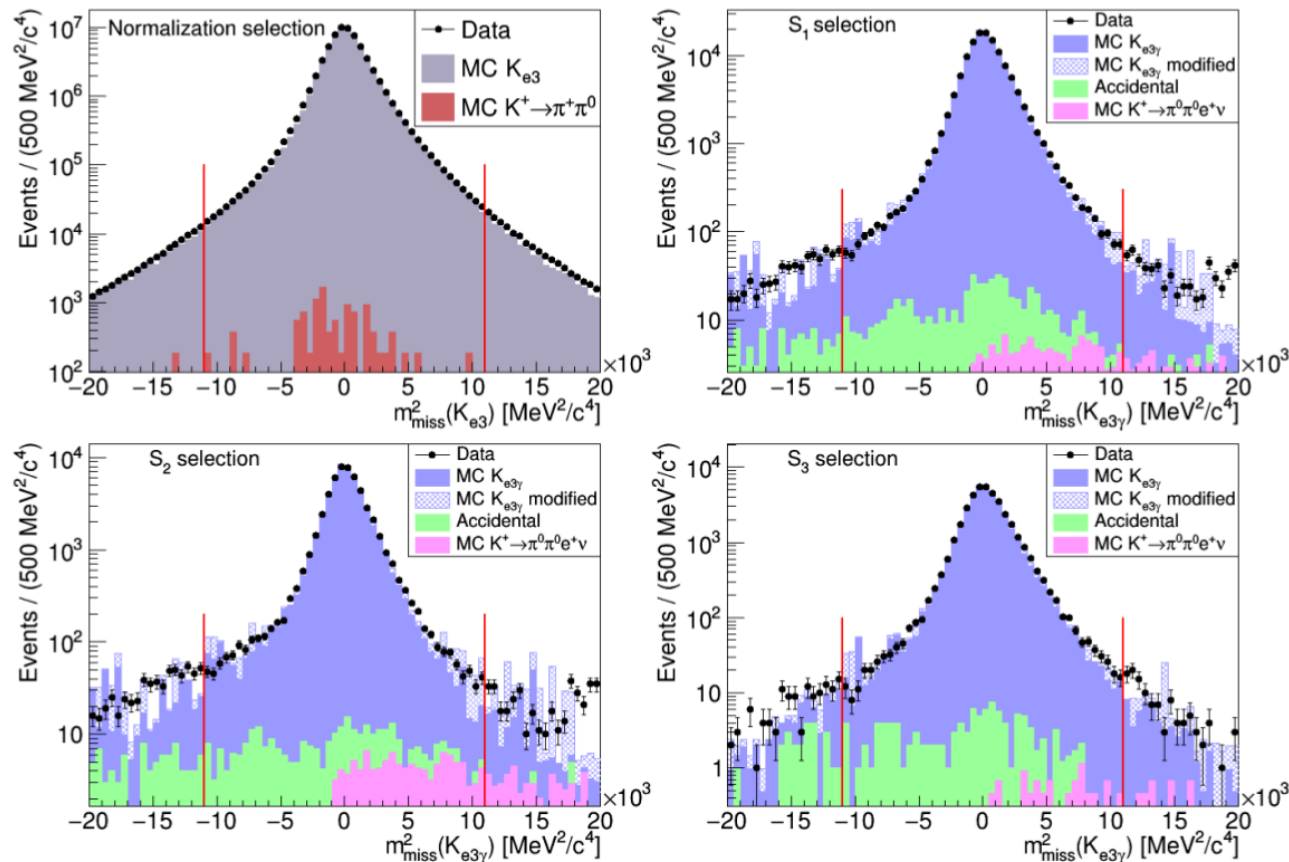 Normalization selection
Data
MC K_e3
MC K⁺→π⁺π⁰
Events / (500 MeV²/c⁴)
10⁷
10⁶
10⁵
10⁴
10³
10²
−20 −15 −10 −5 0 5 10 15 20
×10³
m²_miss(K_e3) [MeV²/c⁴]
S₁ selection
Data
MC K_e3γ
MC K_e3γ modified
Accidental
MC K⁺→π⁰π⁰e⁺ν
Events / (500 MeV²/c⁴)
10⁴
10³
10²
10
−20 −15 −10 −5 0 5 10 15 20
×10³
m²_miss(K_e3γ) [MeV²/c⁴]
S₂ selection
Data
MC K_e3γ
MC K_e3γ modified
Accidental
MC K⁺→π⁰π⁰e⁺ν
Events / (500 MeV²/c⁴)
10⁴
10³
10²
10
−20 −15 −10 −5 0 5 10 15 20
×10³
m²_miss(K_e3γ) [MeV²/c⁴]
S₃ selection
Data
MC K_e3γ
MC K_e3γ modified
Accidental
MC K⁺→π⁰π⁰e⁺ν
Events / (500 MeV²/c⁴)
10⁴
10³
10²
10
1
−20 −15 −10 −5 0 5 10 15 20
×10³
m²_miss(K_e3γ) [MeV²/c⁴]